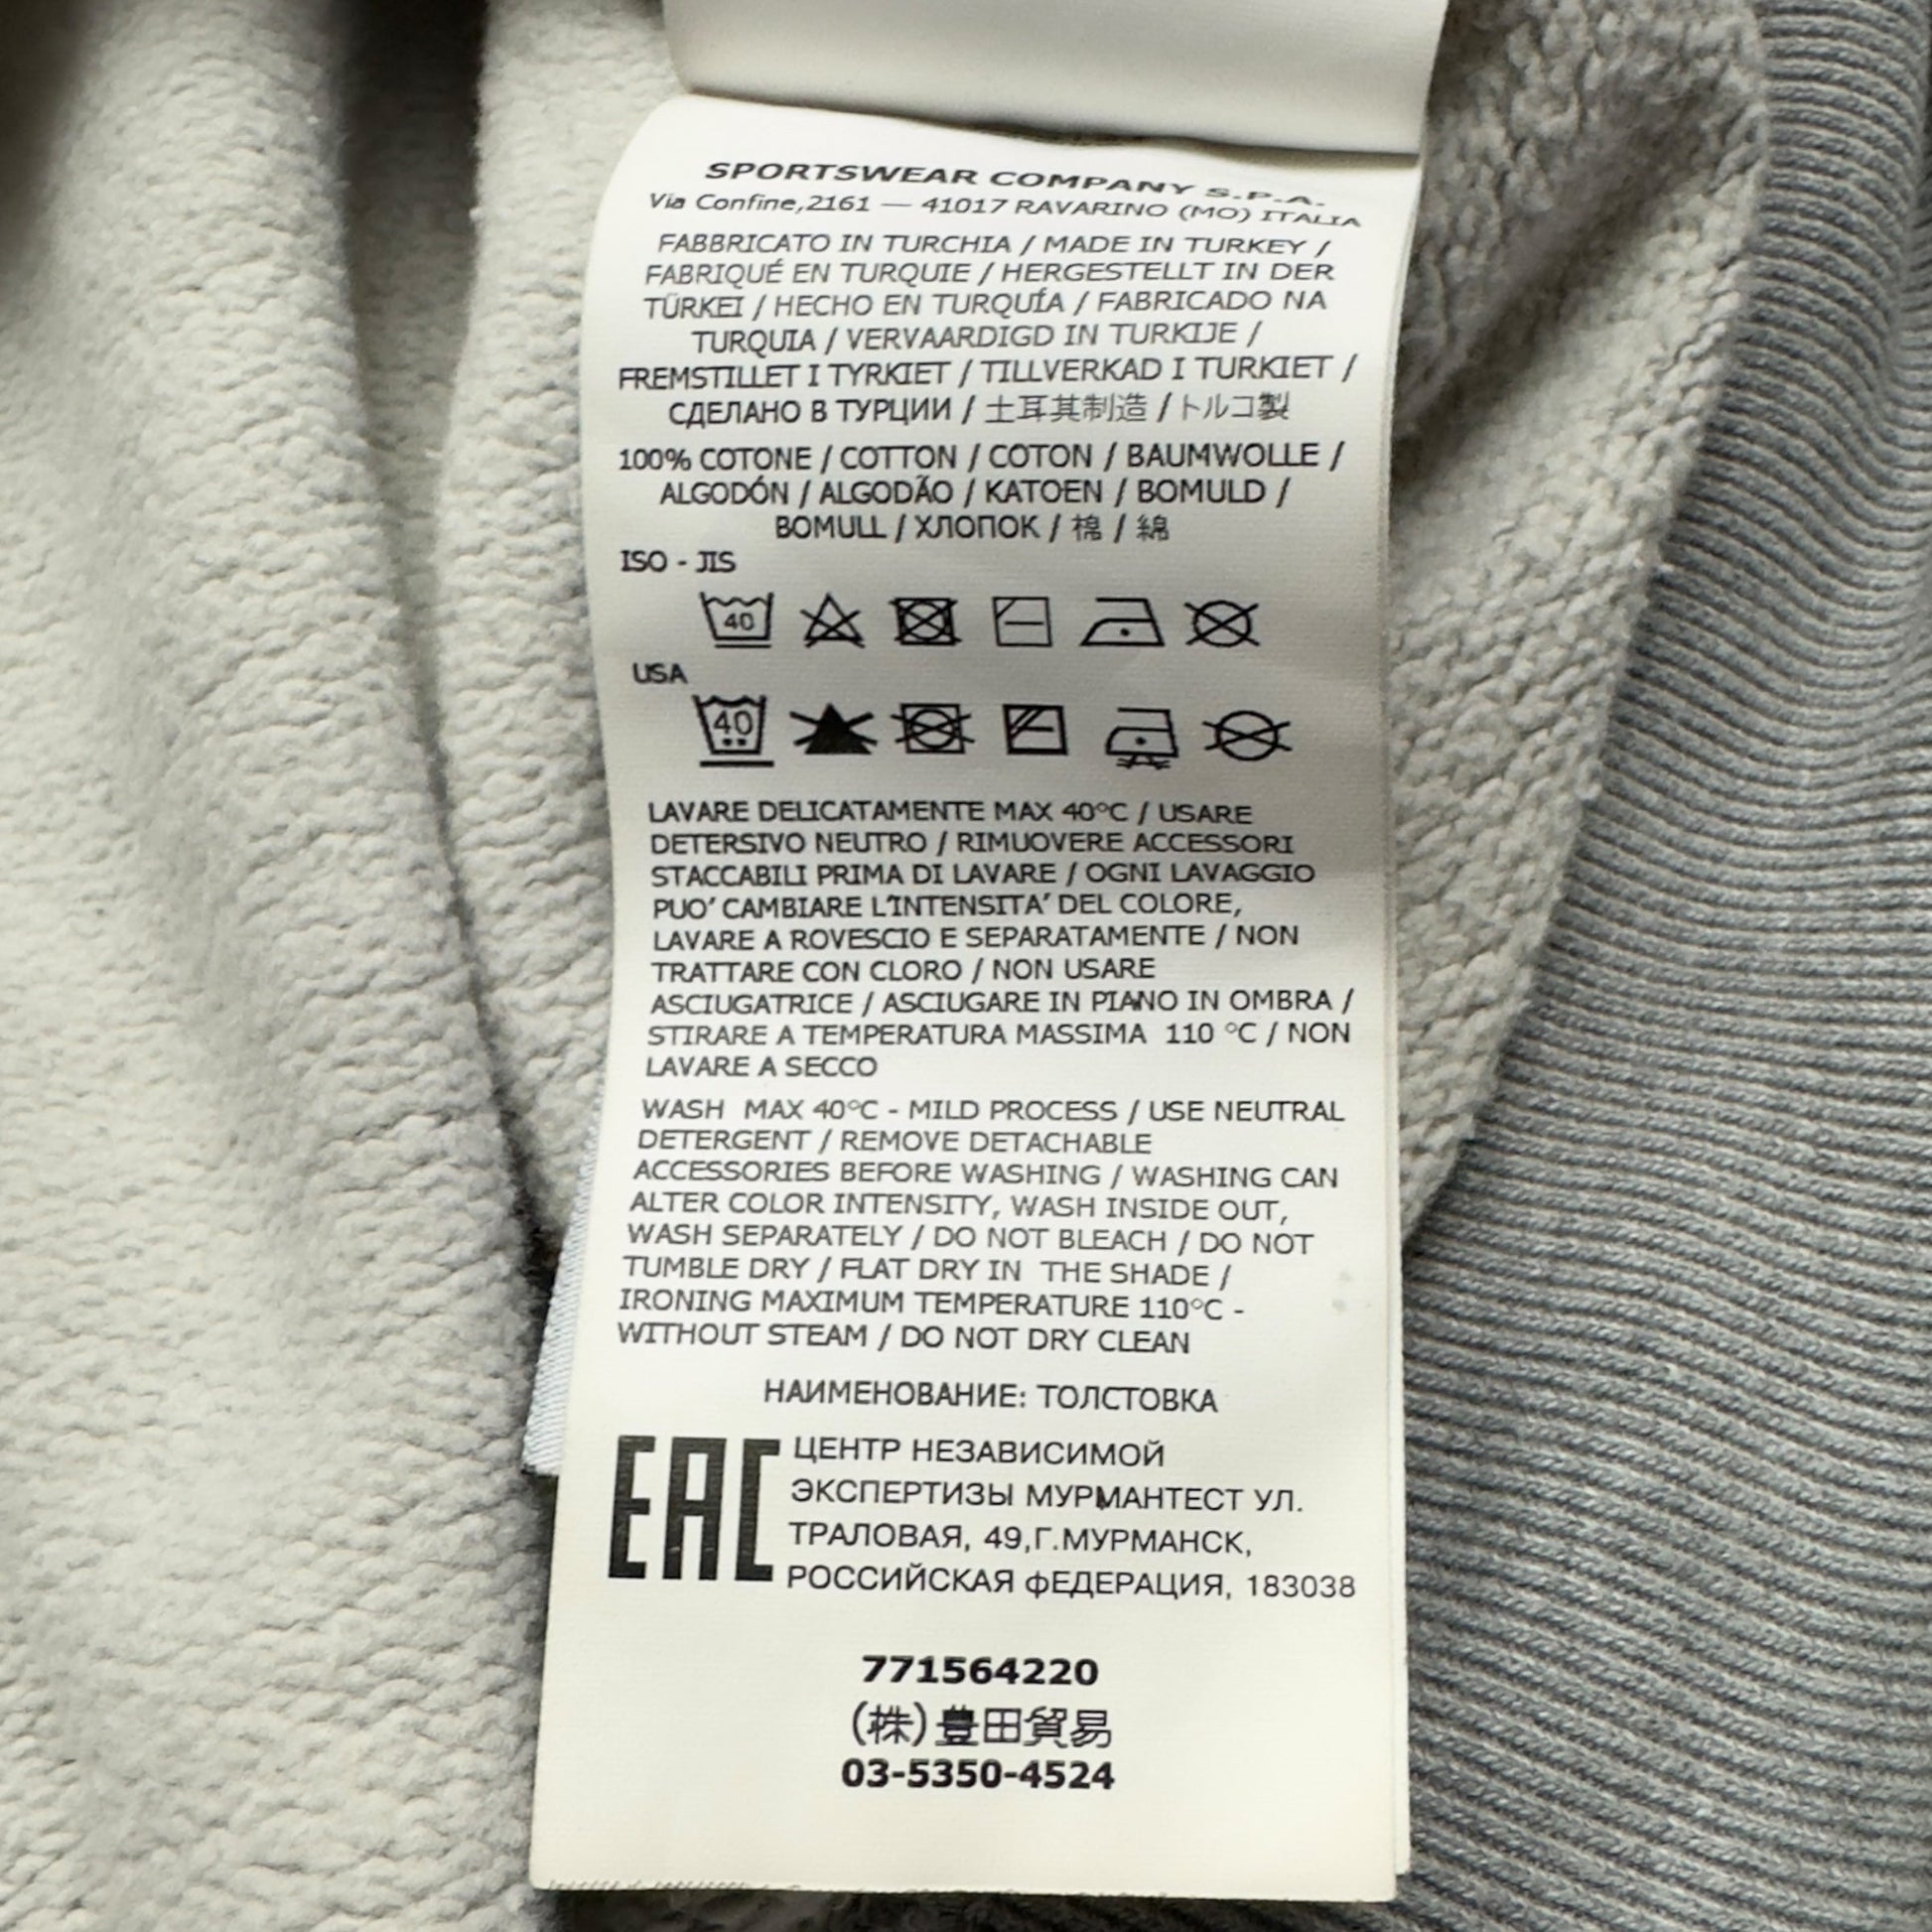 SPORTSWEAR COMPANY S.P.A.
Via Confine,2161 — 41017 RAVARINO (MO) ITALIA
FABBRICATO IN TURCHIA / MADE IN TURKEY /
FABRIQUÉ EN TURQUIE / HERGESTELLT IN DER
TÜRKEI / HECHO EN TURQUÍA / FABRICADO NA
TURQUIA / VERVAARDIGD IN TURKIJE /
FREMSTILLET I TYRKIET / TILLVERKAD I TURKIET /
СДЕЛАНО В ТУРЦИИ / 土耳其制造 / トルコ製
100% COTONE / COTTON / COTON / BAUMWOLLE /
ALGODÓN / ALGODÃO / KATOEN / BOMULD /
BOMULL / ХЛОПОК / 棉 / 綿
ISO - JIS
40
USA
40
LAVARE DELICATAMENTE MAX 40°C / USARE
DETERSIVO NEUTRO / RIMUOVERE ACCESSORI
STACCABILI PRIMA DI LAVARE / OGNI LAVAGGIO
PUO' CAMBIARE L'INTENSITA' DEL COLORE,
LAVARE A ROVESCIO E SEPARATAMENTE / NON
TRATTARE CON CLORO / NON USARE
ASCIUGATRICE / ASCIUGARE IN PIANO IN OMBRA /
STIRARE A TEMPERATURA MASSIMA 110 °C / NON
LAVARE A SECCO
WASH MAX 40°C - MILD PROCESS / USE NEUTRAL
DETERGENT / REMOVE DETACHABLE
ACCESSORIES BEFORE WASHING / WASHING CAN
ALTER COLOR INTENSITY, WASH INSIDE OUT,
WASH SEPARATELY / DO NOT BLEACH / DO NOT
TUMBLE DRY / FLAT DRY IN THE SHADE /
IRONING MAXIMUM TEMPERATURE 110°C -
WITHOUT STEAM / DO NOT DRY CLEAN
НАИМЕНОВАНИЕ: ТОЛСТОВКА
EAC
ЦЕНТР НЕЗАВИСИМОЙ
ЭКСПЕРТИЗЫ МУРМАНТЕСТ УЛ.
ТРАЛОВАЯ, 49,Г.МУРМАНСК,
РОССИЙСКАЯ фЕДЕРАЦИЯ, 183038
771564220
(株)豊田貿易
03-5350-4524